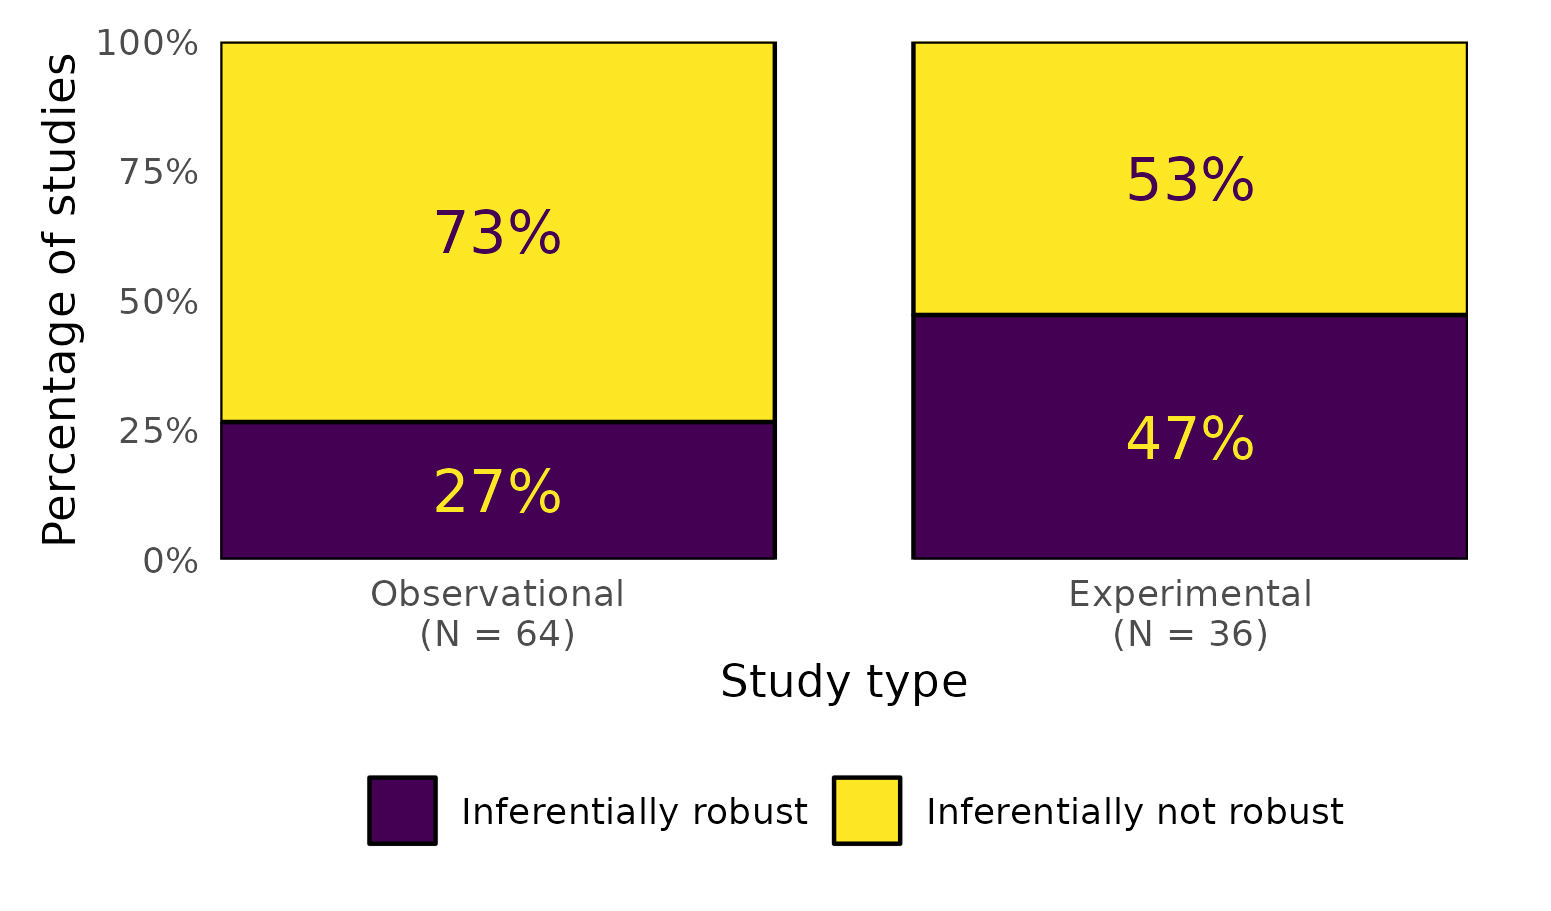 Percentage of studies
100%
75%
50%
25%
0%
73%
27%
53%
47%
Observational
(N = 64)
Experimental
(N = 36)
Study type
Inferentially robust
Inferentially not robust